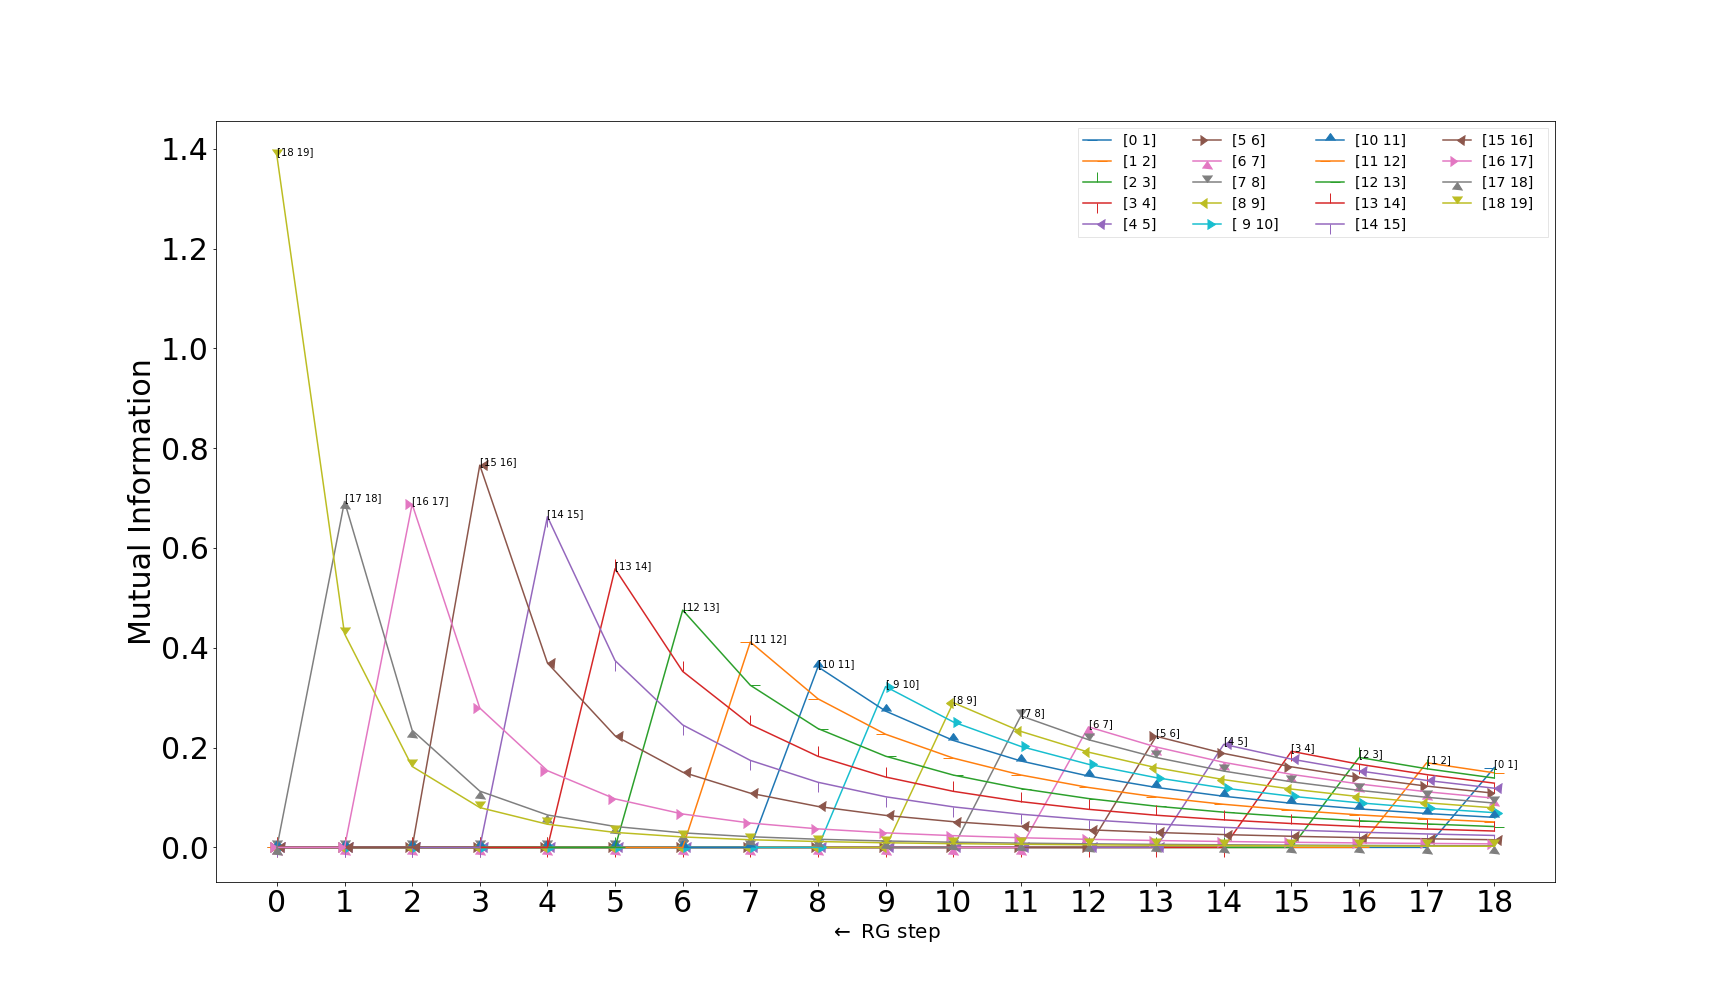 1.4
1.2
1.0
0.8
0.6
0.4
0.2
0.0
Mutual Information
[0 1] [5 6] [10 11] [15 16]
[1 2] [6 7] [11 12] [16 17]
[2 3] [7 8] [12 13] [17 18]
[3 4] [8 9] [13 14] [18 19]
[4 5] [ 9 10] [14 15]
[18 19]
[17 18]
[16 17]
[15 16]
[14 15]
[13 14]
[12 13]
[11 12]
[10 11]
[ 9 10]
[8 9]
[7 8]
[6 7]
[5 6]
[4 5]
[3 4]
[2 3]
[1 2]
[0 1]
0 1 2 3 4 5 6 7 8 9 10 11 12 13 14 15 16 17 18
← RG step